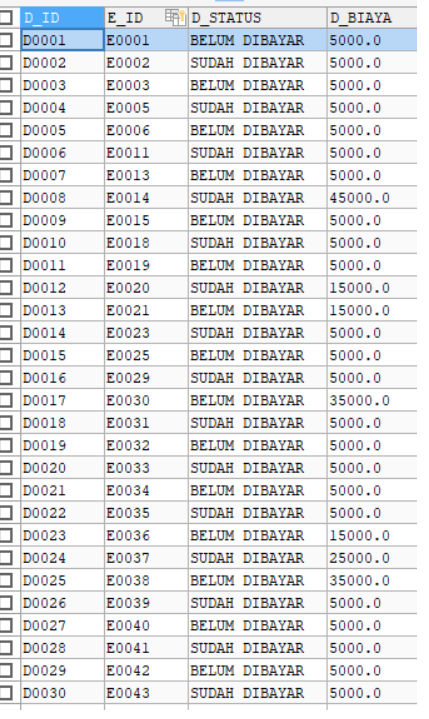 D_ID E_ID D_STATUS D_BIAYA
D0001 E0001 BELUM DIBAYAR 5000.0
D0002 E0002 SUDAH DIBAYAR 5000.0
D0003 E0003 BELUM DIBAYAR 5000.0
D0004 E0005 SUDAH DIBAYAR 5000.0
D0005 E0006 BELUM DIBAYAR 5000.0
D0006 E0011 SUDAH DIBAYAR 5000.0
D0007 E0013 BELUM DIBAYAR 5000.0
D0008 E0014 SUDAH DIBAYAR 45000.0
D0009 E0015 BELUM DIBAYAR 5000.0
D0010 E0018 SUDAH DIBAYAR 5000.0
D0011 E0019 BELUM DIBAYAR 5000.0
D0012 E0020 SUDAH DIBAYAR 15000.0
D0013 E0021 BELUM DIBAYAR 15000.0
D0014 E0023 SUDAH DIBAYAR 5000.0
D0015 E0025 BELUM DIBAYAR 5000.0
D0016 E0029 SUDAH DIBAYAR 5000.0
D0017 E0030 BELUM DIBAYAR 35000.0
D0018 E0031 SUDAH DIBAYAR 5000.0
D0019 E0032 BELUM DIBAYAR 5000.0
D0020 E0033 SUDAH DIBAYAR 5000.0
D0021 E0034 BELUM DIBAYAR 5000.0
D0022 E0035 SUDAH DIBAYAR 5000.0
D0023 E0036 BELUM DIBAYAR 15000.0
D0024 E0037 SUDAH DIBAYAR 25000.0
D0025 E0038 BELUM DIBAYAR 35000.0
D0026 E0039 SUDAH DIBAYAR 5000.0
D0027 E0040 BELUM DIBAYAR 5000.0
D0028 E0041 SUDAH DIBAYAR 5000.0
D0029 E0042 BELUM DIBAYAR 5000.0
D0030 E0043 SUDAH DIBAYAR 5000.0